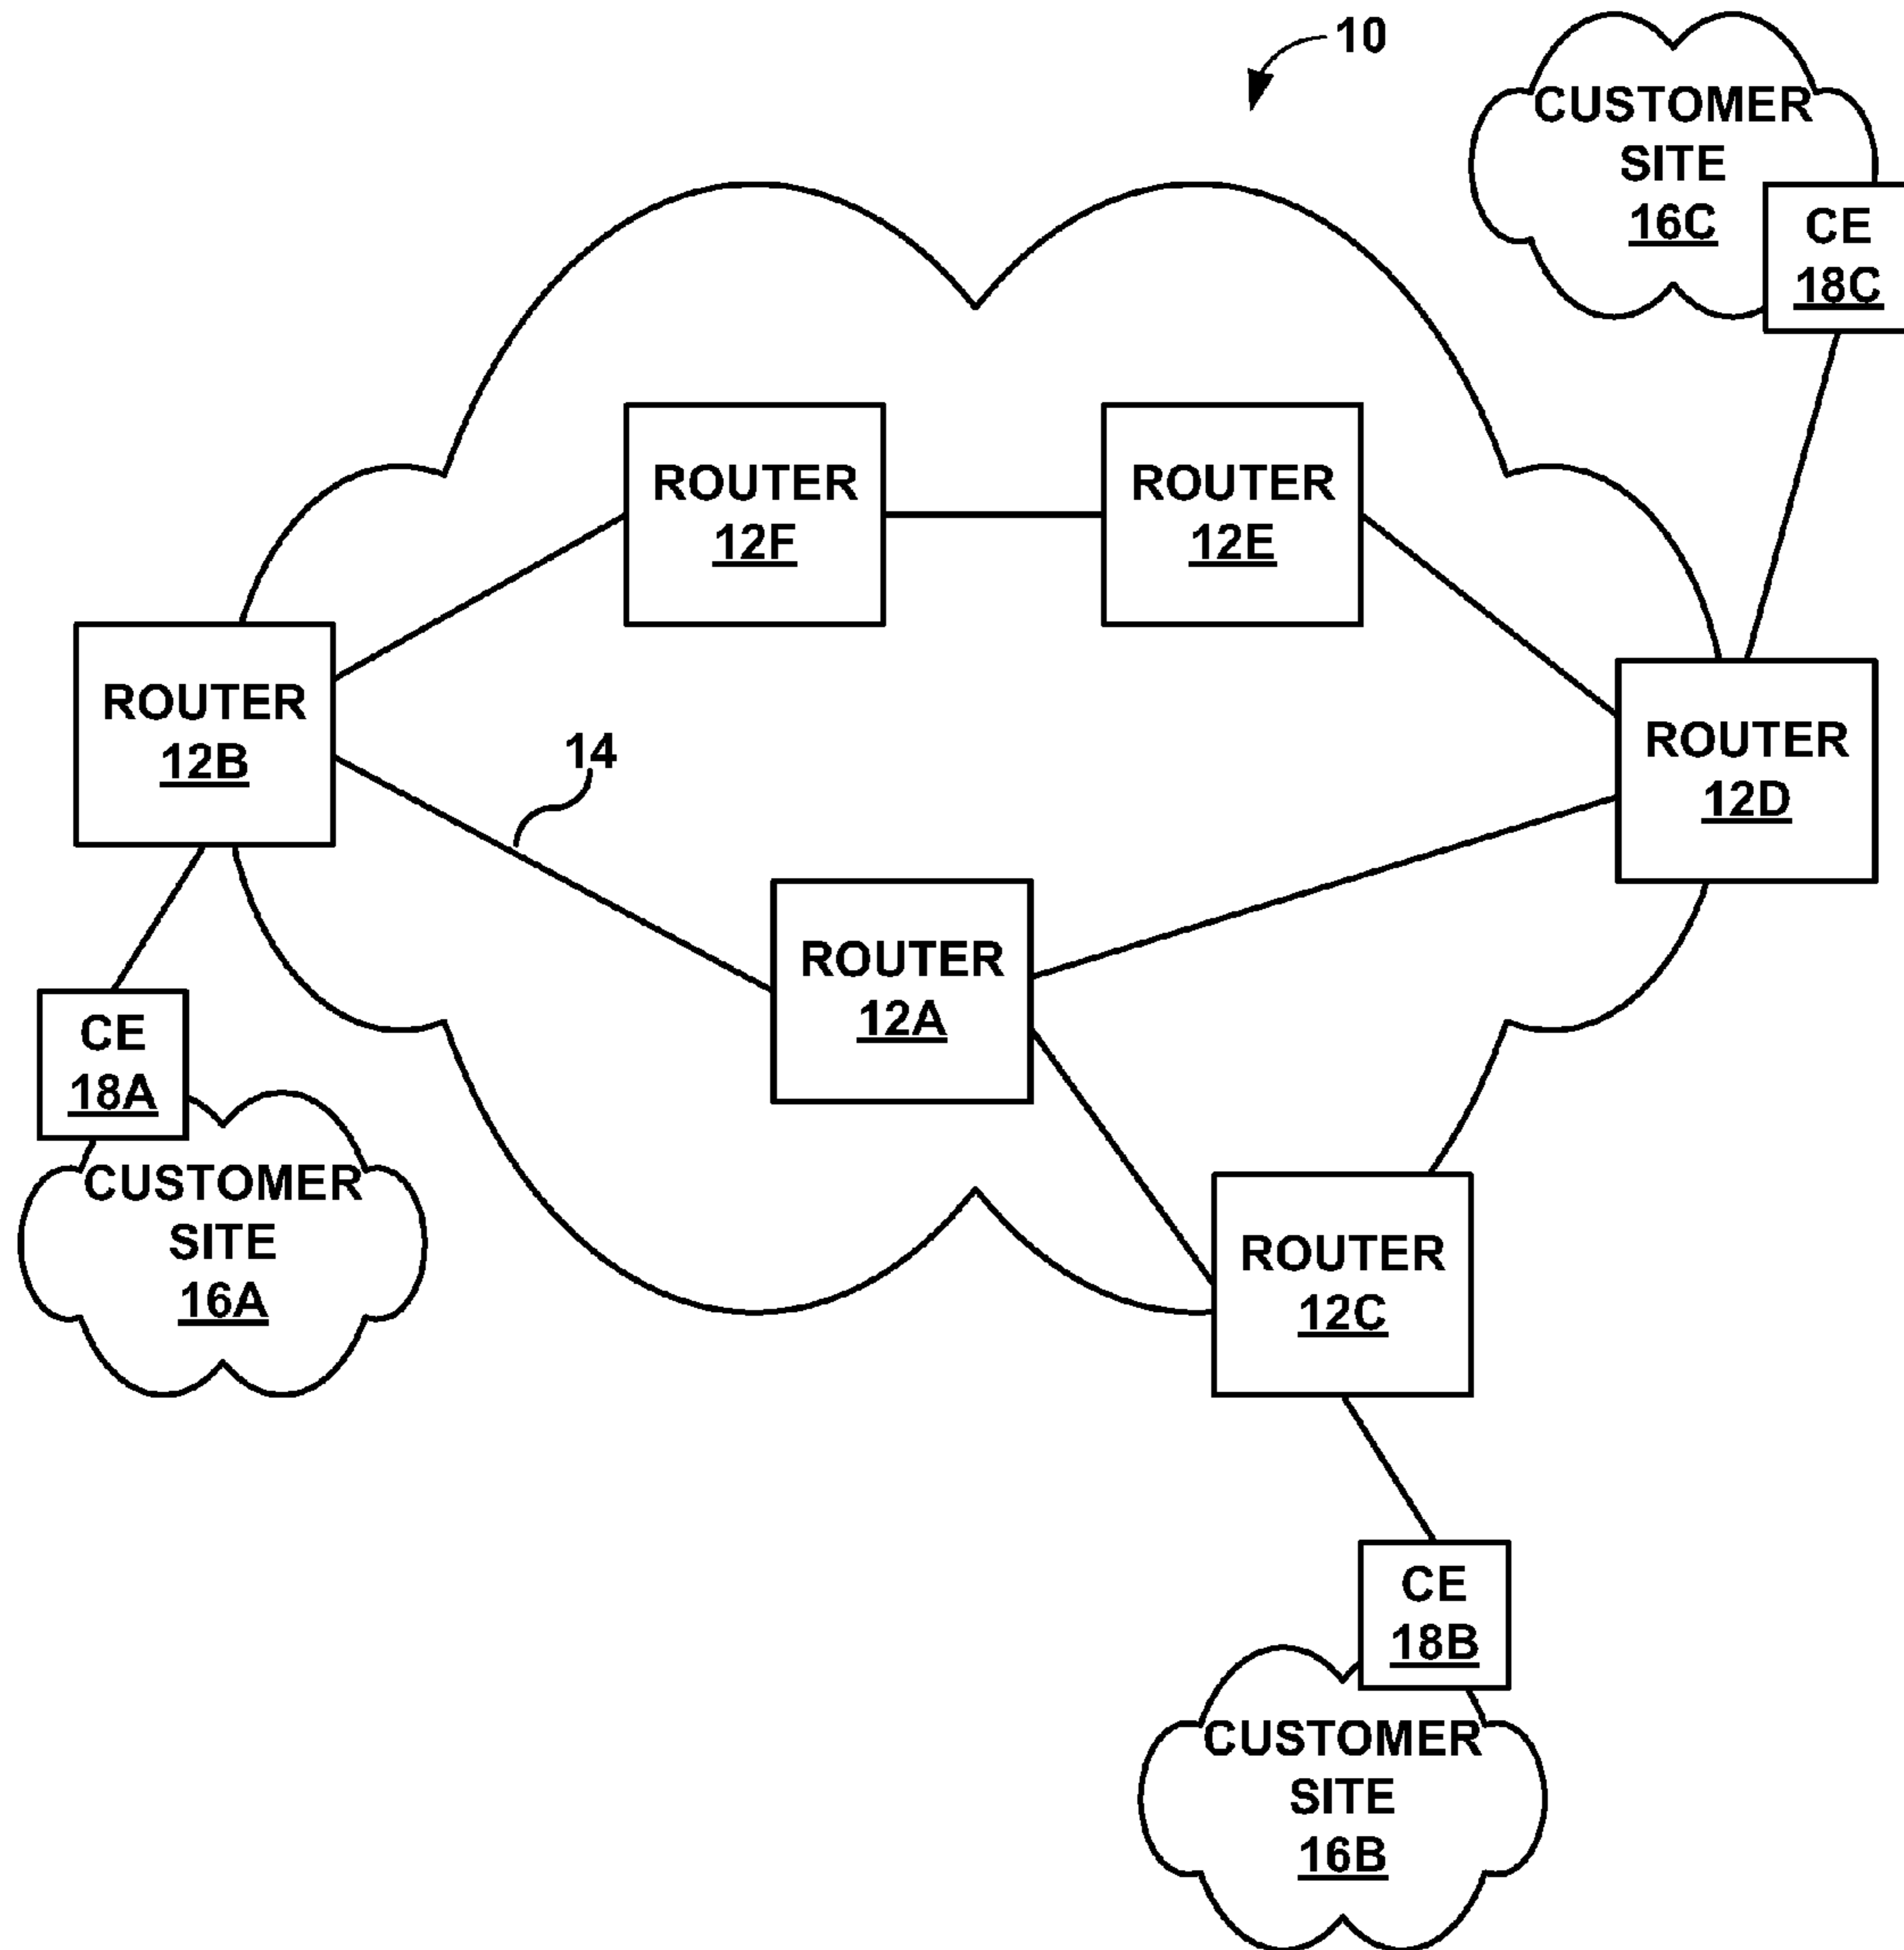 10
CUSTOMER
SITE
16C
CE
18C
ROUTER
12F
ROUTER
12E
ROUTER
12B
ROUTER
12D
14
ROUTER
12A
CE
18A
CUSTOMER
SITE
16A
ROUTER
12C
CE
18B
CUSTOMER
SITE
16B